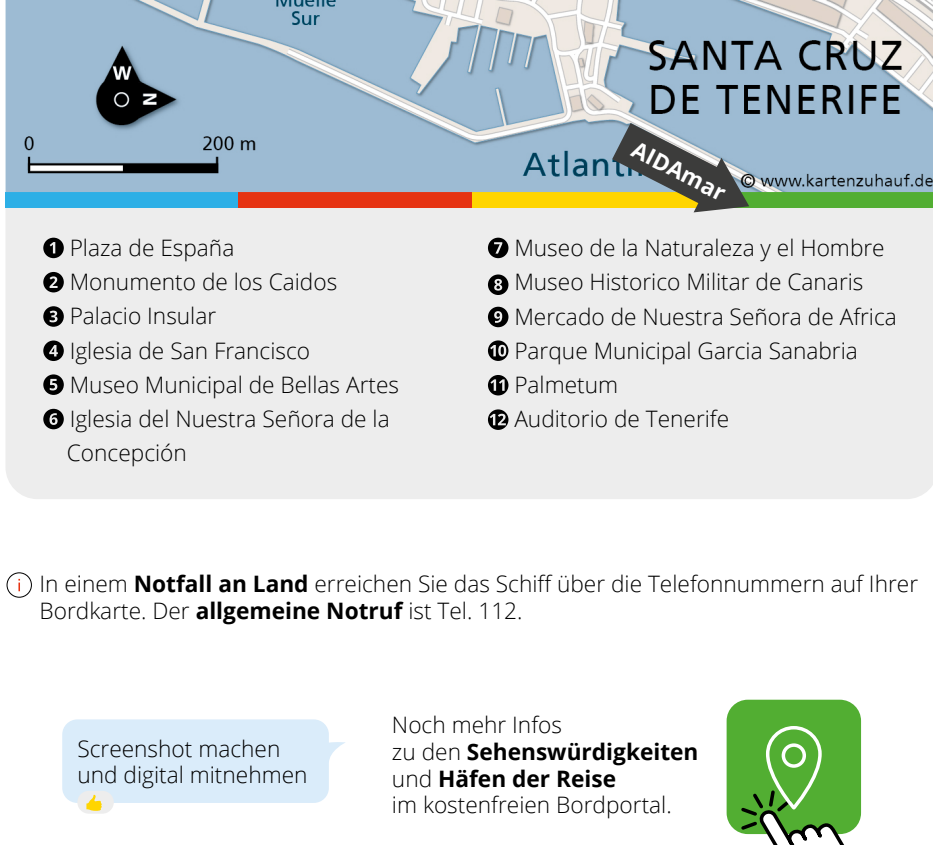 Muelle
Sur
SANTA CRUZ
DE TENERIFE
W
N
0 200 m
AIDAmar
© www.kartenzuhauf.de
1 Plaza de España
2 Monumento de los Caidos
3 Palacio Insular
4 Iglesia de San Francisco
5 Museo Municipal de Bellas Artes
6 Iglesia del Nuestra Señora de la
Concepción
7 Museo de la Naturaleza y el Hombre
8 Museo Historico Militar de Canaris
9 Mercado de Nuestra Señora de Africa
10 Parque Municipal Garcia Sanabria
11 Palmetum
12 Auditorio de Tenerife
i In einem Notfall an Land erreichen Sie das Schiff über die Telefonnummern auf Ihrer
Bordkarte. Der allgemeine Notruf ist Tel. 112.
Screenshot machen
und digital mitnehmen
👍
Noch mehr Infos
zu den Sehenswürdigkeiten
und Häfen der Reise
im kostenfreien Bordportal.